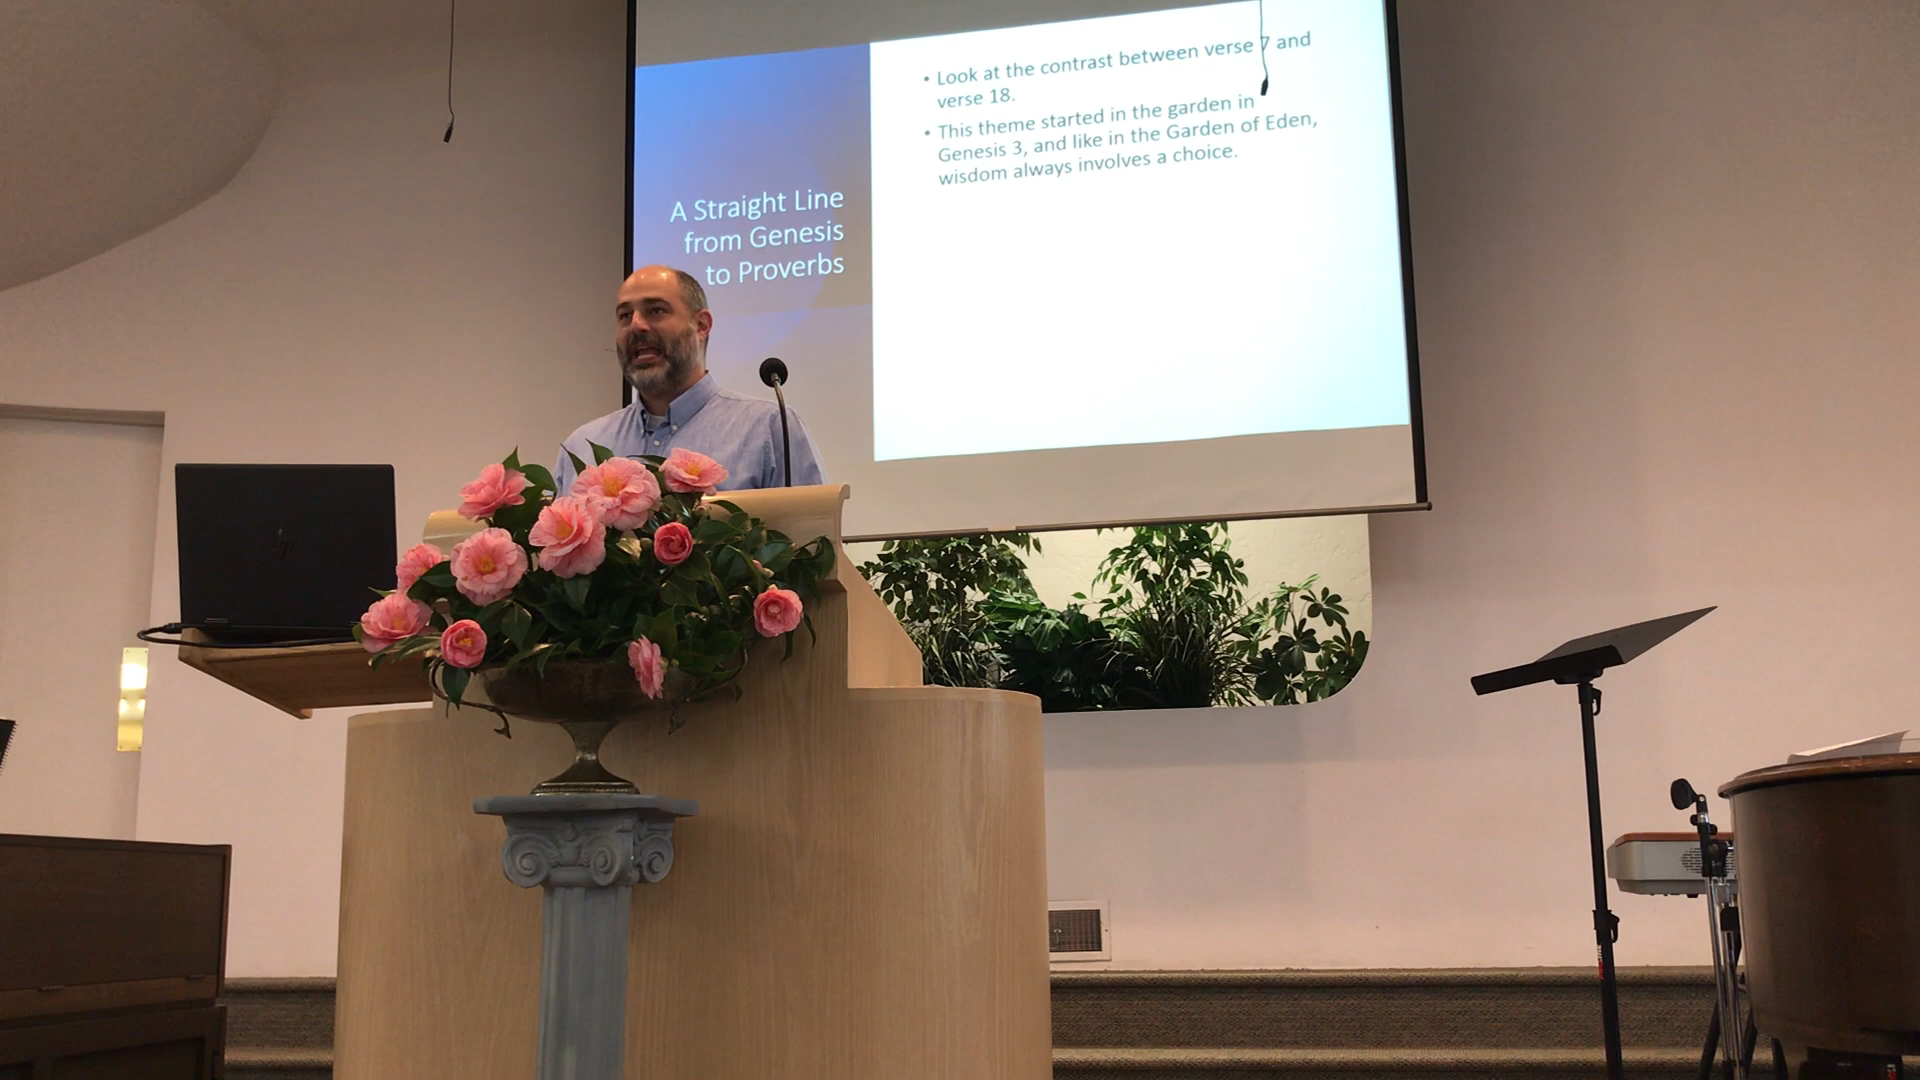 A Straight Line
from Genesis
to Proverbs
• Look at the contrast between verse 7 and
verse 18.
• This theme started in the garden in
Genesis 3, and like in the Garden of Eden,
wisdom always involves a choice.
hp